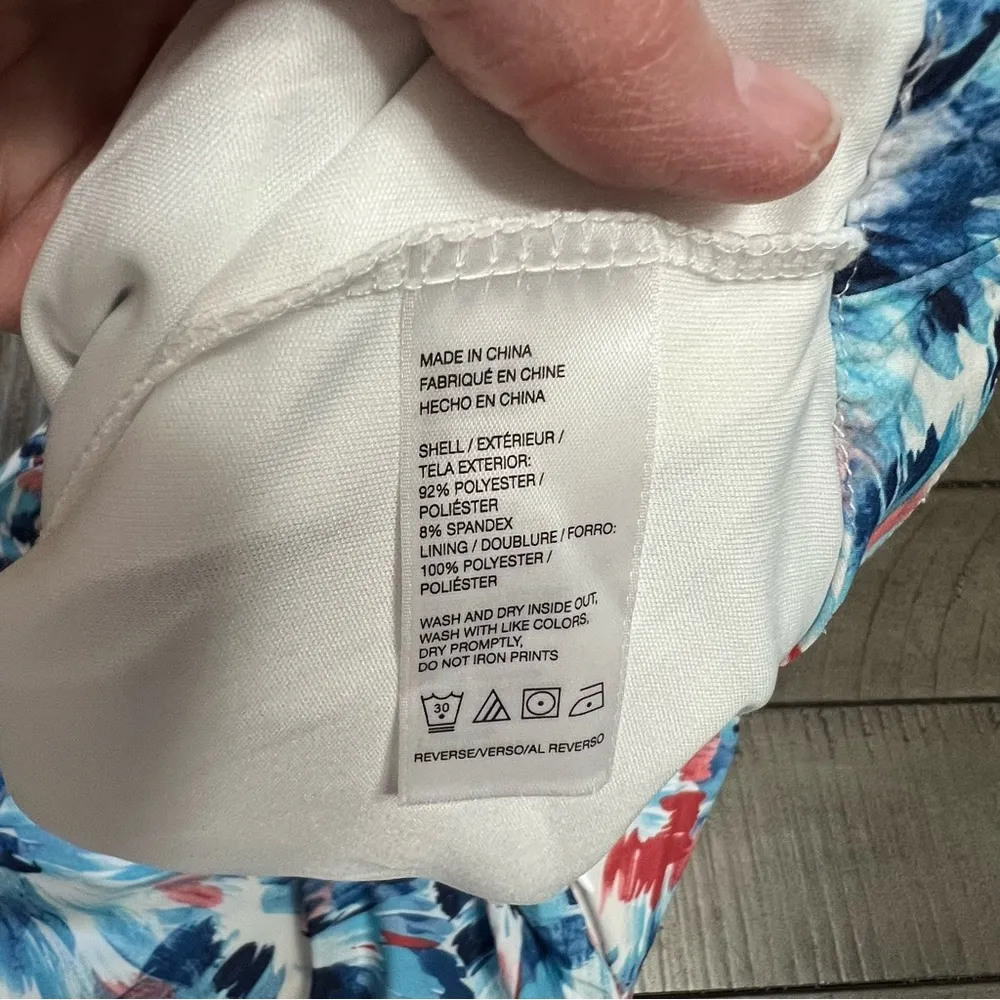 MADE IN CHINA
FABRIQUÉ EN CHINE
HECHO EN CHINA
SHELL / EXTÉRIEUR /
TELA EXTERIOR:
92% POLYESTER /
POLIÉSTER
8% SPANDEX
LINING / DOUBLURE / FORRO:
100% POLYESTER /
POLIÉSTER
WASH AND DRY INSIDE OUT,
WASH WITH LIKE COLORS,
DRY PROMPTLY,
DO NOT IRON PRINTS
30
REVERSE/VERSO/AL REVERSO